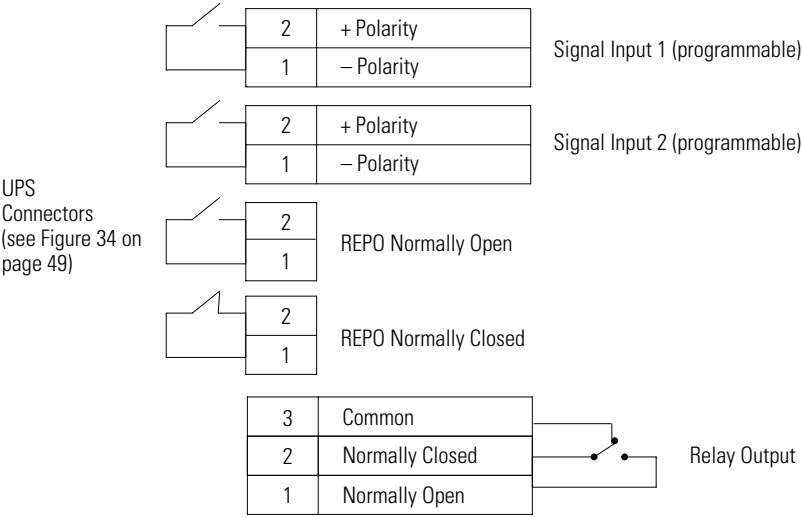 2 + Polarity
1 – Polarity
Signal Input 1 (programmable)
2 + Polarity
1 – Polarity
Signal Input 2 (programmable)
UPS
Connectors
(see Figure 34 on
page 49)
2
1
REPO Normally Open
2
1
REPO Normally Closed
3 Common
2 Normally Closed
1 Normally Open
Relay Output